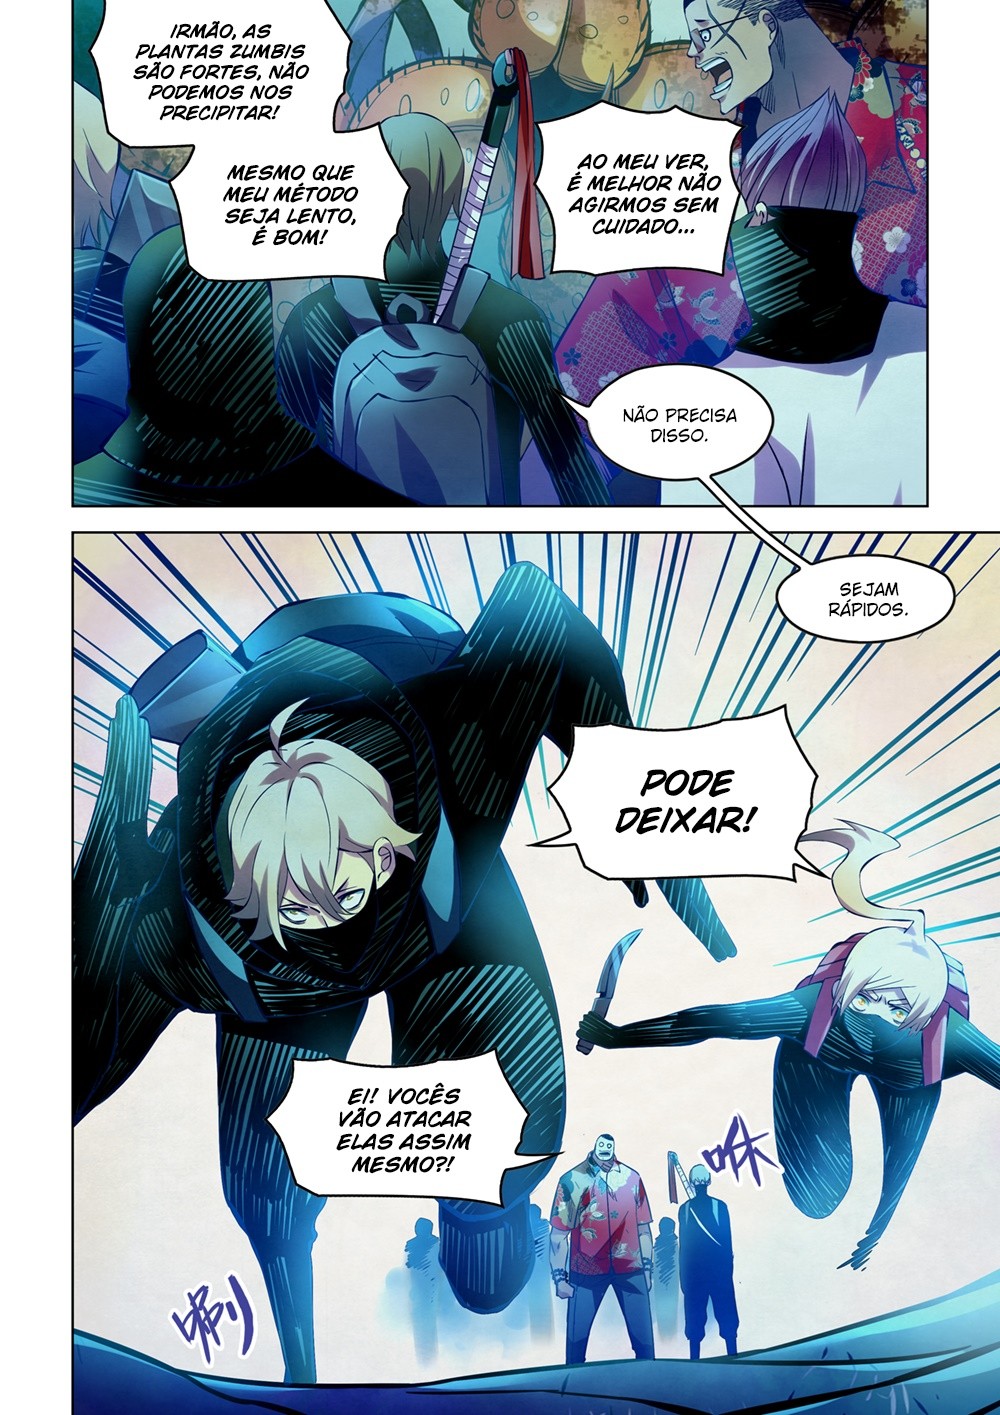 IRMÃO, AS
PLANTAS ZUMBIS
SÃO FORTES, NÃO
PODEMOS NOS
PRECIPITAR!
MESMO QUE
MEU MÉTODO
SEJA LENTO,
É BOM!
AO MEU VER,
É MELHOR NÃO
AGIRMOS SEM
CUIDADO...
NÃO PRECISA
DISSO.
SEJAM
RÁPIDOS.
PODE
DEIXAR!
EI! VOCÊS
VÃO ATACAR
ELAS ASSIM
MESMO?!
咻
唰